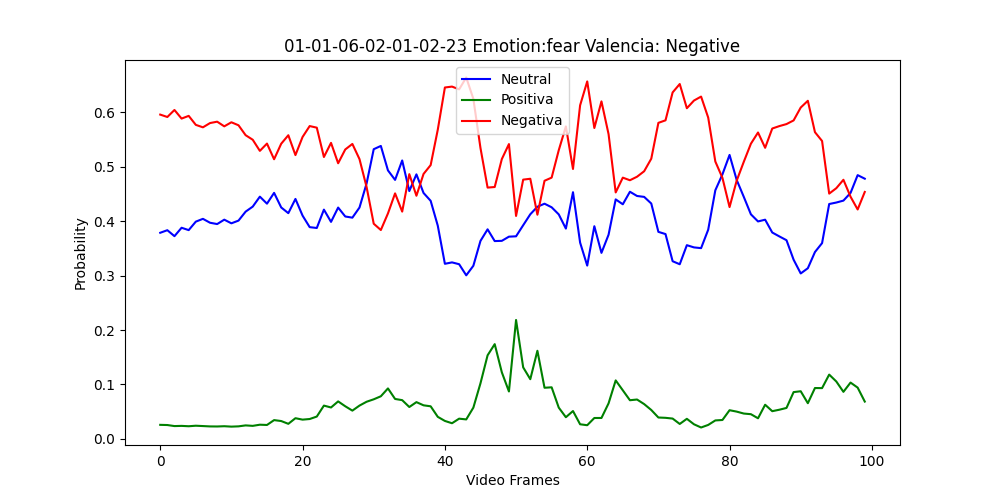 01-01-06-02-01-02-23 Emotion:fear Valencia: Negative
Neutral
Positiva
Negativa
Probability
0.6
0.5
0.4
0.3
0.2
0.1
0.0
0 20 40 60 80 100
Video Frames